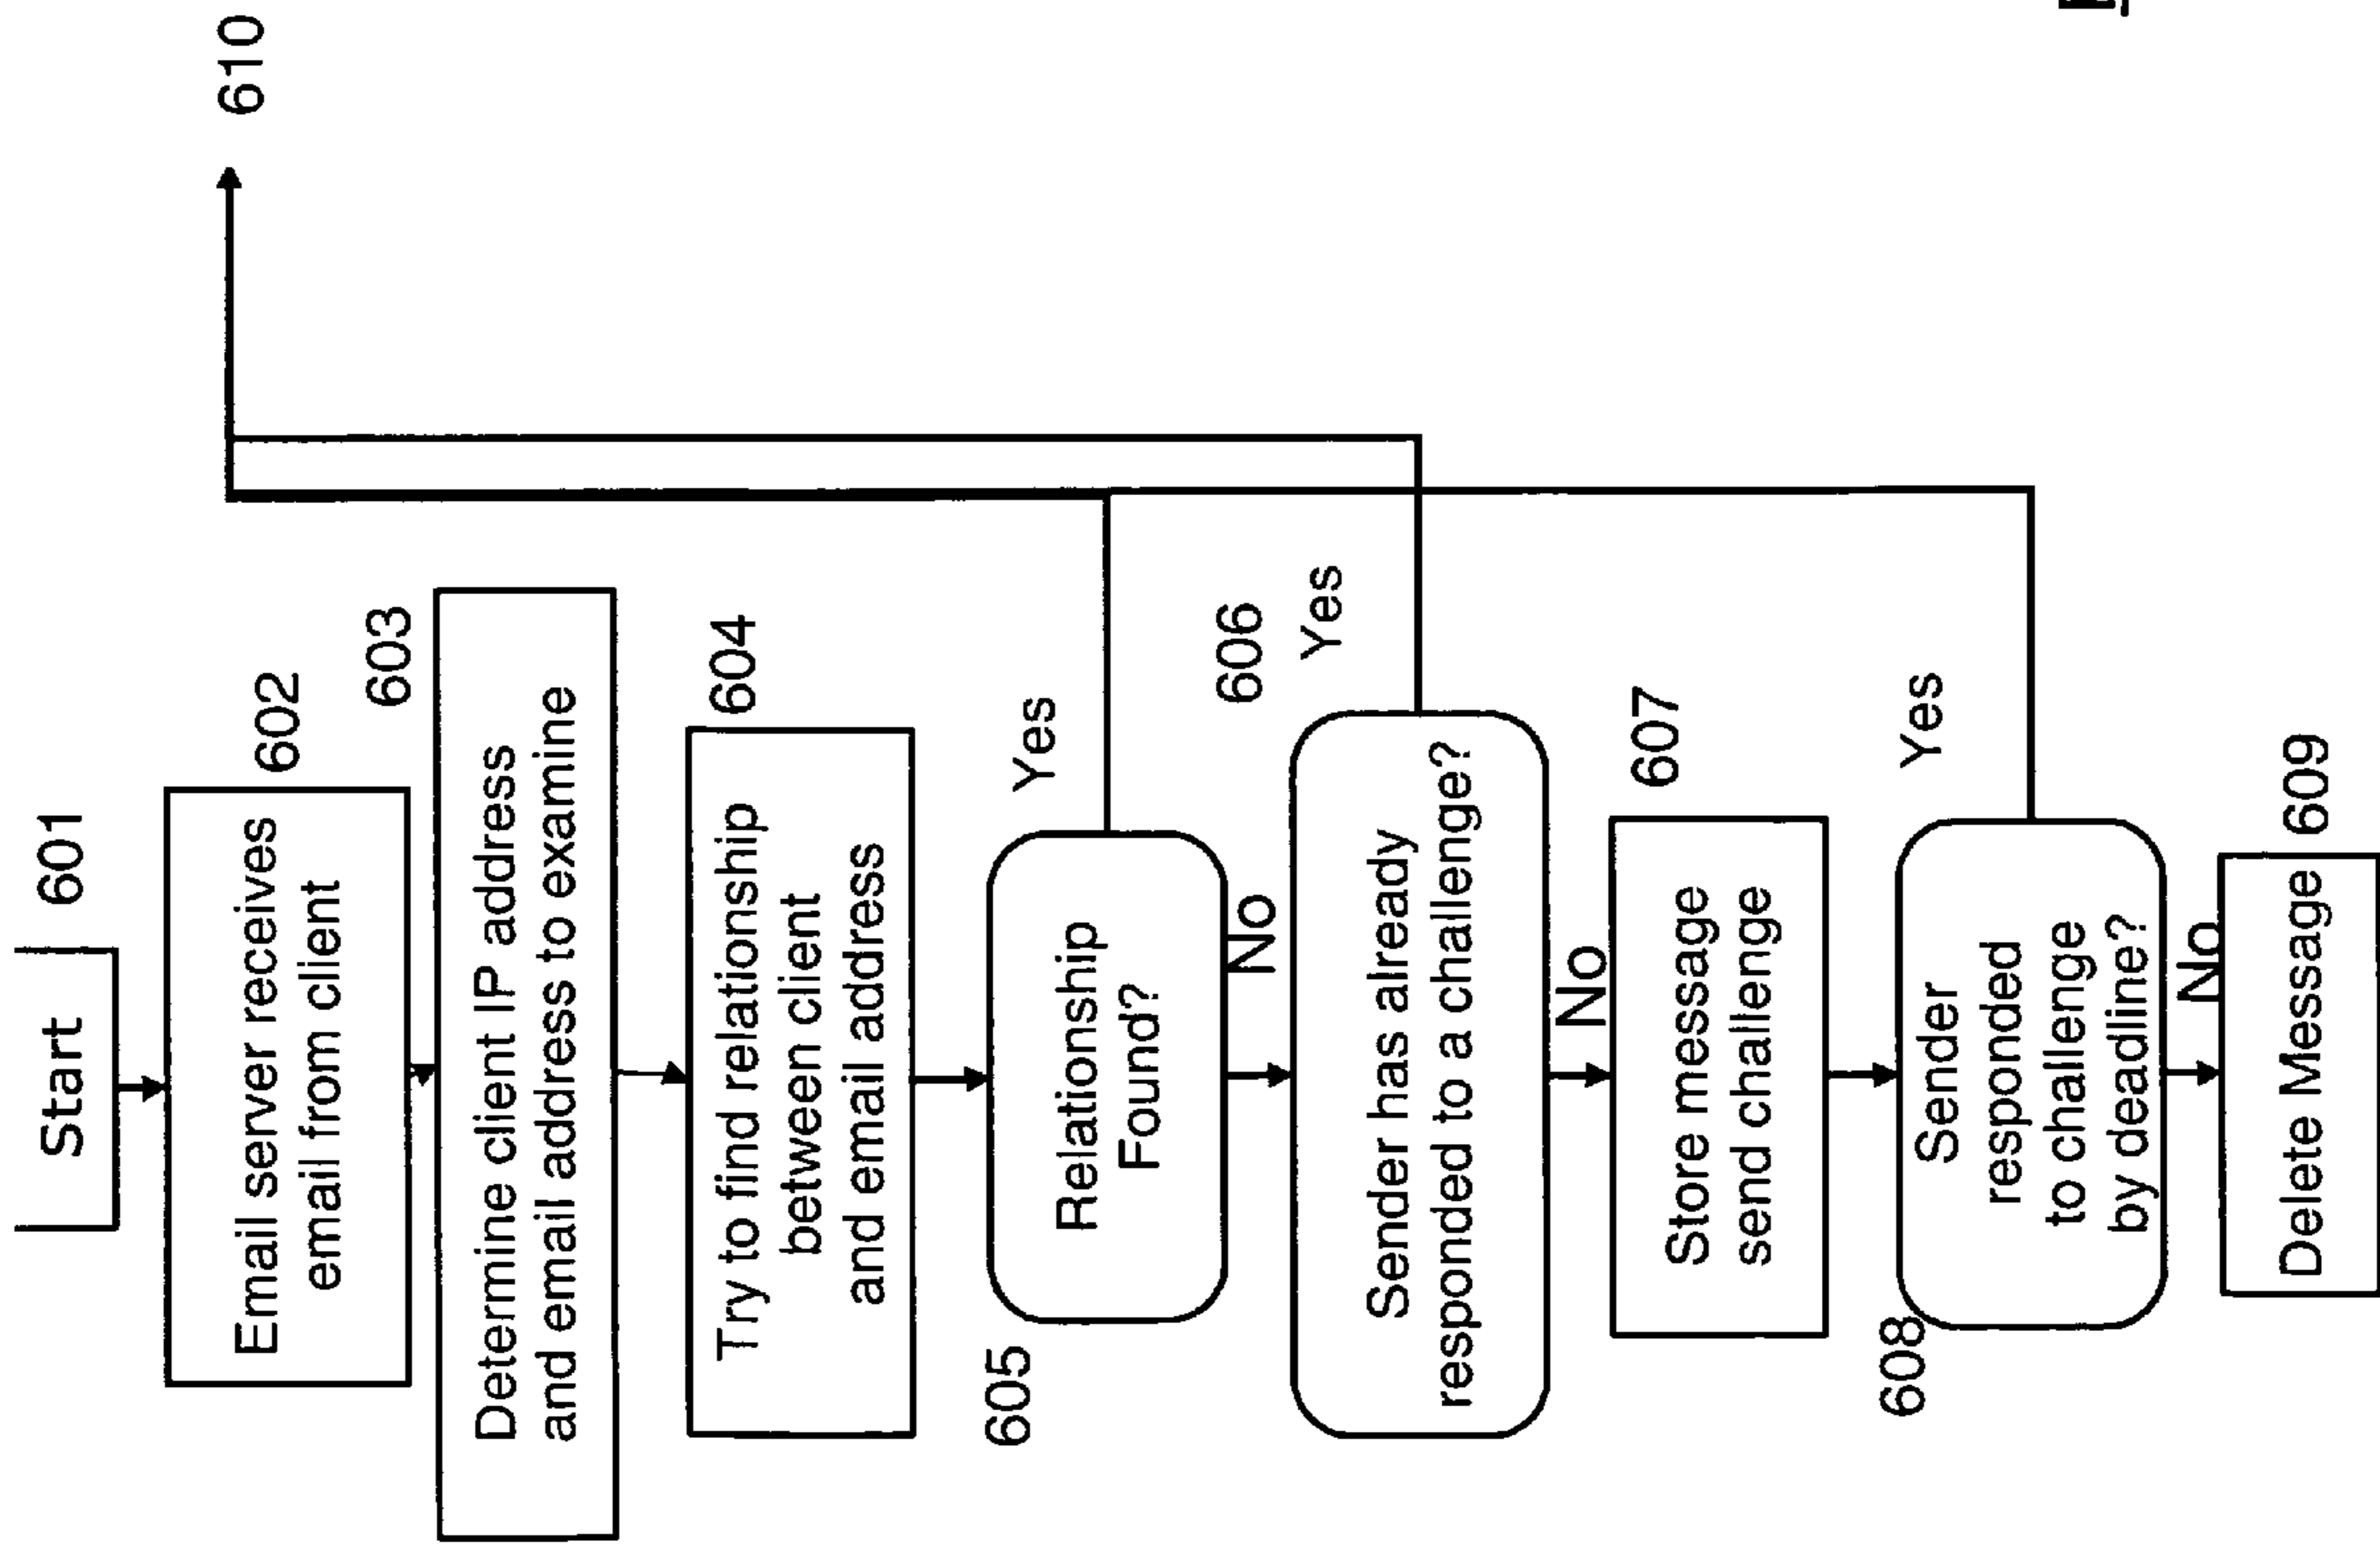 Start
601
Email server receives
email from client
602
603
Determine client IP address
and email address to examine
Try to find relationship
between client
and email address
604
605
Relationship
Found?
Yes
No
606
Sender has already
responded to a challenge?
Yes
No
Store message
send challenge
607
608
Sender
responded
to challenge
by deadline?
Yes
No
Delete Message
609
610